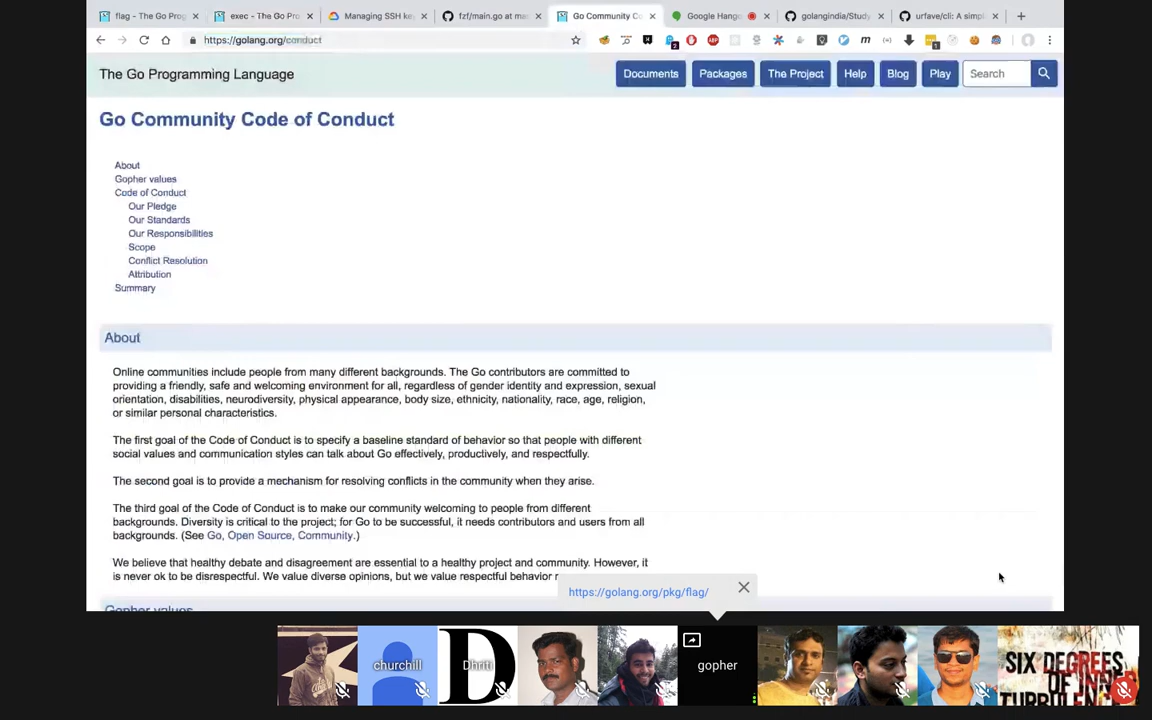 flag - The Go Prog
exec - The Go Pro
Managing SSH ke
fzf/main.go at mas
Go Community Co
Google Hango
golangindia/Study
urfave/cli: A simpl
https://golang.org/conduct
The Go Programming Language
Documents
Packages
The Project
Help
Blog
Play
Search
Go Community Code of Conduct
About
Gopher values
Code of Conduct
Our Pledge
Our Standards
Our Responsibilities
Scope
Conflict Resolution
Attribution
Summary
About
Online communities include people from many different backgrounds. The Go contributors are committed to
providing a friendly, safe and welcoming environment for all, regardless of gender identity and expression, sexual
orientation, disabilities, neurodiversity, physical appearance, body size, ethnicity, nationality, race, age, religion,
or similar personal characteristics.
The first goal of the Code of Conduct is to specify a baseline standard of behavior so that people with different
social values and communication styles can talk about Go effectively, productively, and respectfully.
The second goal is to provide a mechanism for resolving conflicts in the community when they arise.
The third goal of the Code of Conduct is to make our community welcoming to people from different
backgrounds. Diversity is critical to the project; for Go to be successful, it needs contributors and users from all
backgrounds. (See Go, Open Source, Community.)
We believe that healthy debate and disagreement are essential to a healthy project and community. However, it
is never ok to be disrespectful. We value diverse opinions, but we value respectful behavior
https://golang.org/pkg/flag/
Gopher values
churchill
D
Dhriti
gopher
SIX DEGREES
OF INNER
TURBULENC